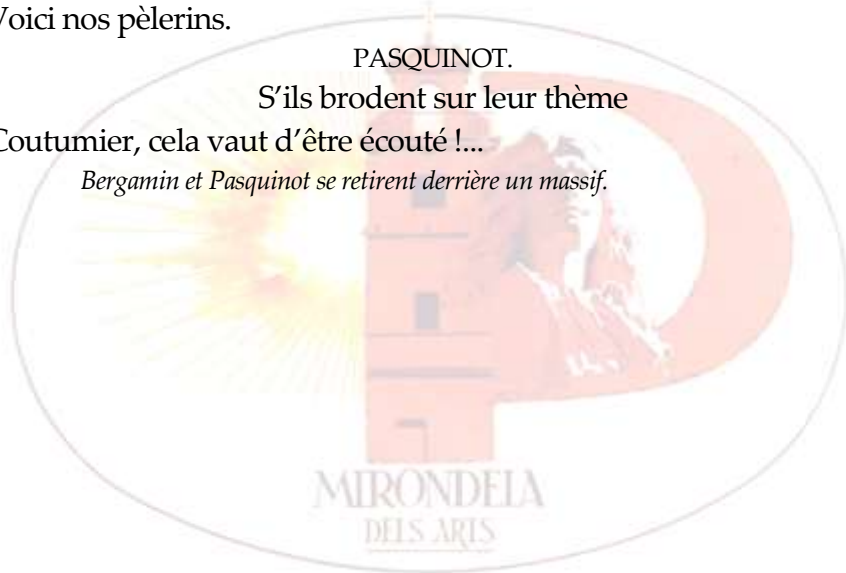 Voici nos pèlerins.
PASQUINOT.
S’ils brodent sur leur thème
Coutumier, cela vaut d’être écouté !...
Bergamin et Pasquinot se retirent derrière un massif.
MIRONDELA
DELS ARTS